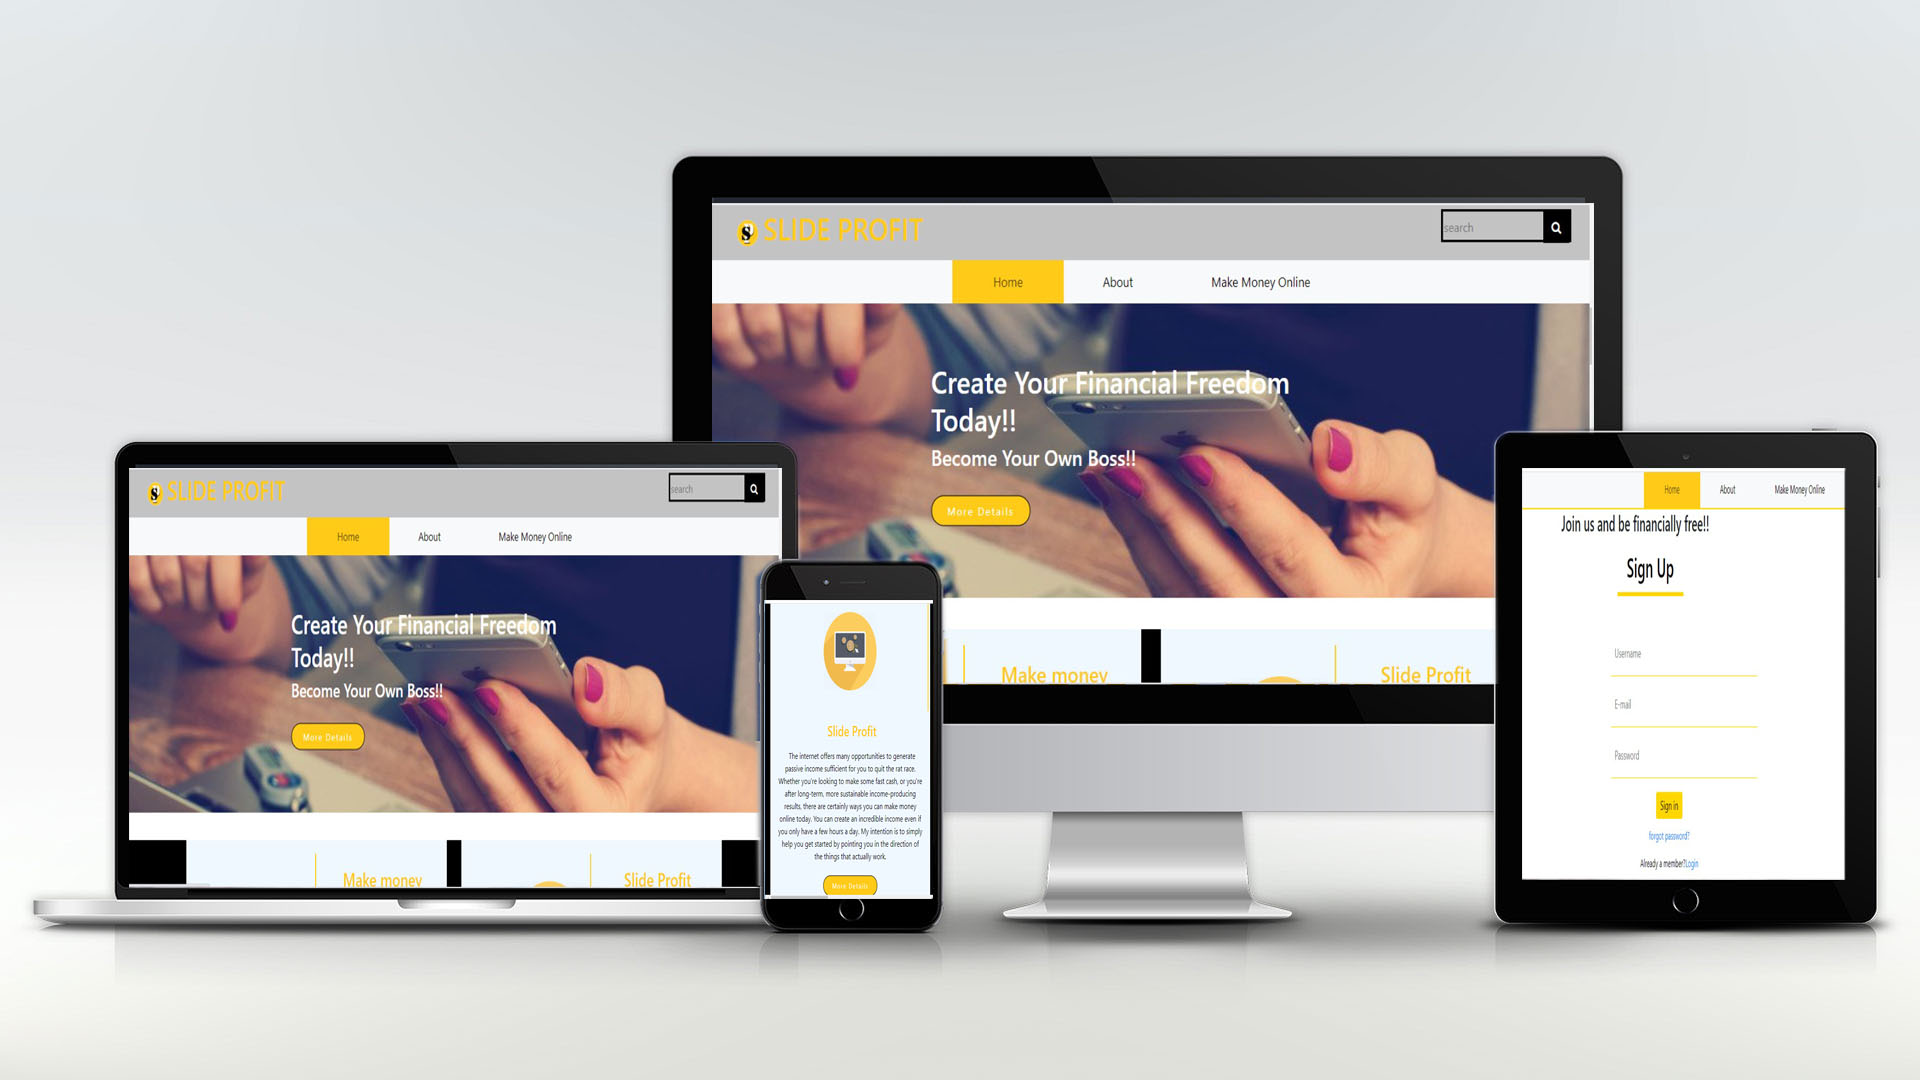 S SLIDE PROFIT
search
Home About Make Money Online
Create Your Financial Freedom
Today!!
Become Your Own Boss!!
More Details
Make money
Slide Profit
S SLIDE PROFIT
search
Home About Make Money Online
Create Your Financial Freedom
Today!!
Become Your Own Boss!!
More Details
Make money
Slide Profit
Slide Profit
The internet offers many opportunities to generate
passive income sufficient for you to quit the rat race.
Whether you're looking to make some fast cash, or you're
after long-term, more sustainable income-producing
results, there are certainly ways you can make money
online today. You can create an incredible income even if
you only have a few hours a day. My intention is to simply
help you get started by pointing you in the direction of
the things that actually work.
More Details
Home About Make Money Online
Join us and be financially free!!
Sign Up
Username
E-mail
Password
Sign in
forgot password?
Already a member?Login